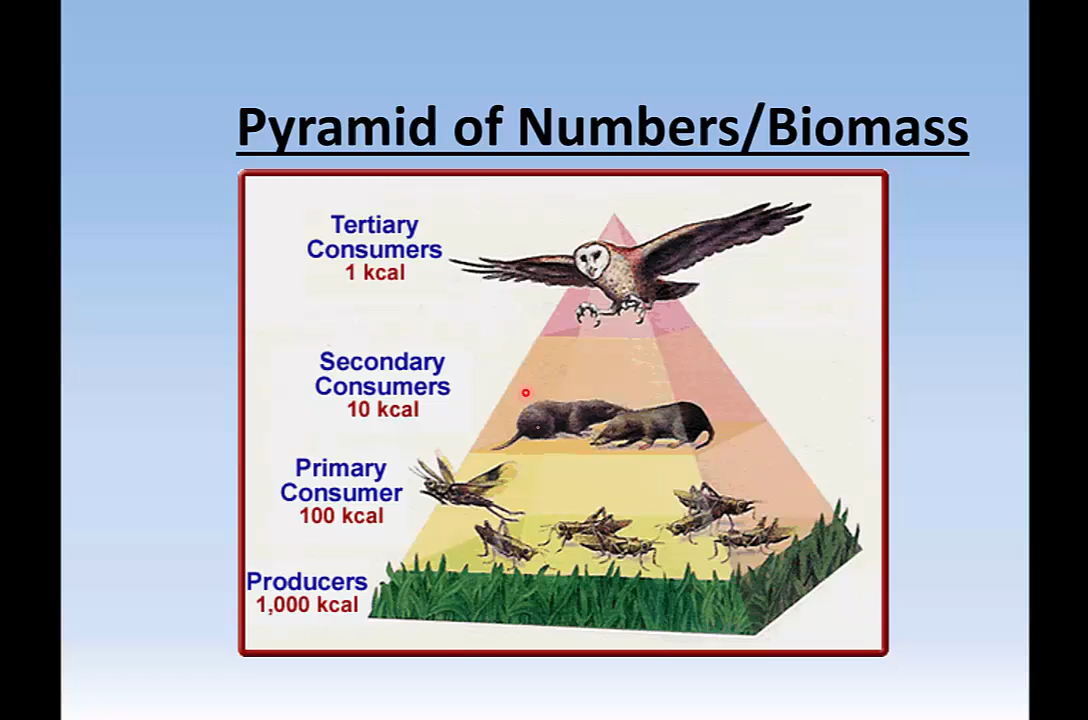 Pyramid of Numbers/Biomass
Tertiary
Consumers
1 kcal
Secondary
Consumers
10 kcal
Primary
Consumer
100 kcal
Producers
1,000 kcal